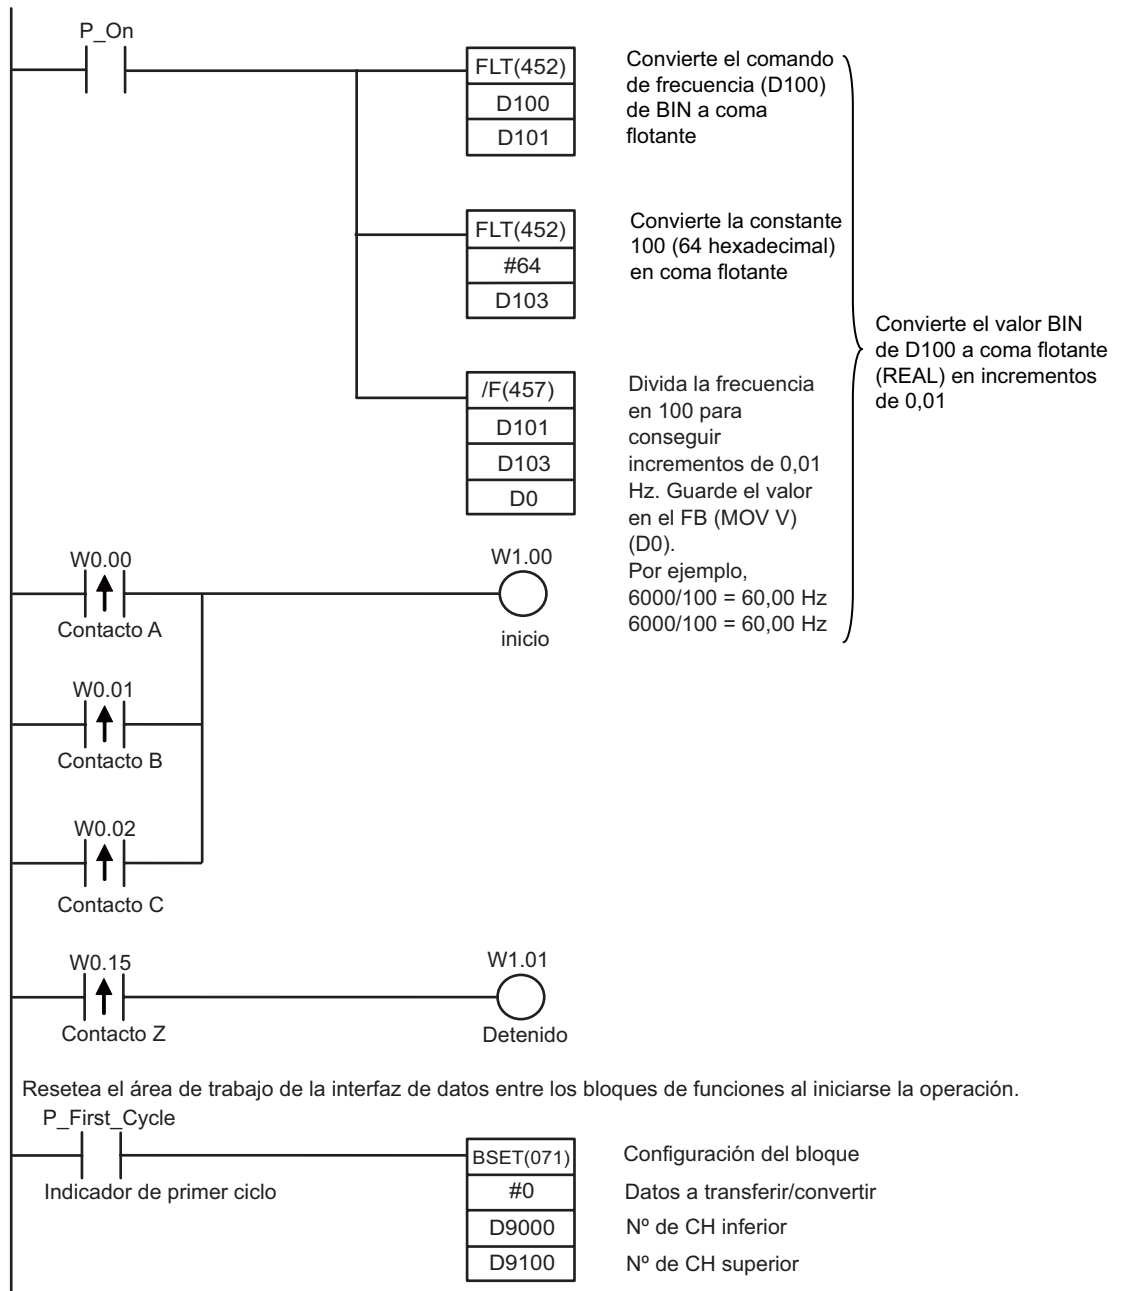 P_On
FLT(452)
D100
D101
Convierte el comando
de frecuencia (D100)
de BIN a coma
flotante
FLT(452)
#64
D103
Convierte la constante
100 (64 hexadecimal)
en coma flotante
/F(457)
D101
D103
D0
Divida la frecuencia
en 100 para
conseguir
incrementos de 0,01
Hz. Guarde el valor
en el FB (MOV V)
(D0).
Por ejemplo,
6000/100 = 60,00 Hz
6000/100 = 60,00 Hz
Convierte el valor BIN
de D100 a coma flotante
(REAL) en incrementos
de 0,01
W0.00
Contacto A
W1.00
inicio
W0.01
Contacto B
W0.02
Contacto C
W0.15
Contacto Z
W1.01
Detenido
Resetea el área de trabajo de la interfaz de datos entre los bloques de funciones al iniciarse la operación.
P_First_Cycle
Indicador de primer ciclo
BSET(071)
Configuración del bloque
#0
Datos a transferir/convertir
D9000
Nº de CH inferior
D9100
Nº de CH superior